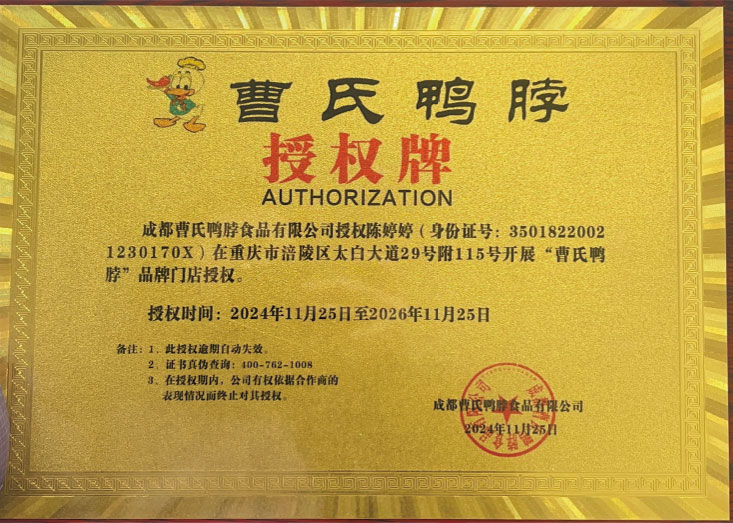 曹氏鸭脖
授权牌
AUTHORIZATION
成都曹氏鸭脖食品有限公司授权陈婷婷（身份证号：3501822002
1230170X）在重庆市涪陵区太白大道29号附115号开展“曹氏鸭
脖”品牌门店授权。
授权时间：2024年11月25日至2026年11月25日
备注：1、此授权逾期自动失效。
2、证书真伪查询：400-762-1008
3、在授权期内，公司有权依据合作商的
表现情况而终止对其授权。
成都曹氏鸭脖食品有限公司
2024年11月25日